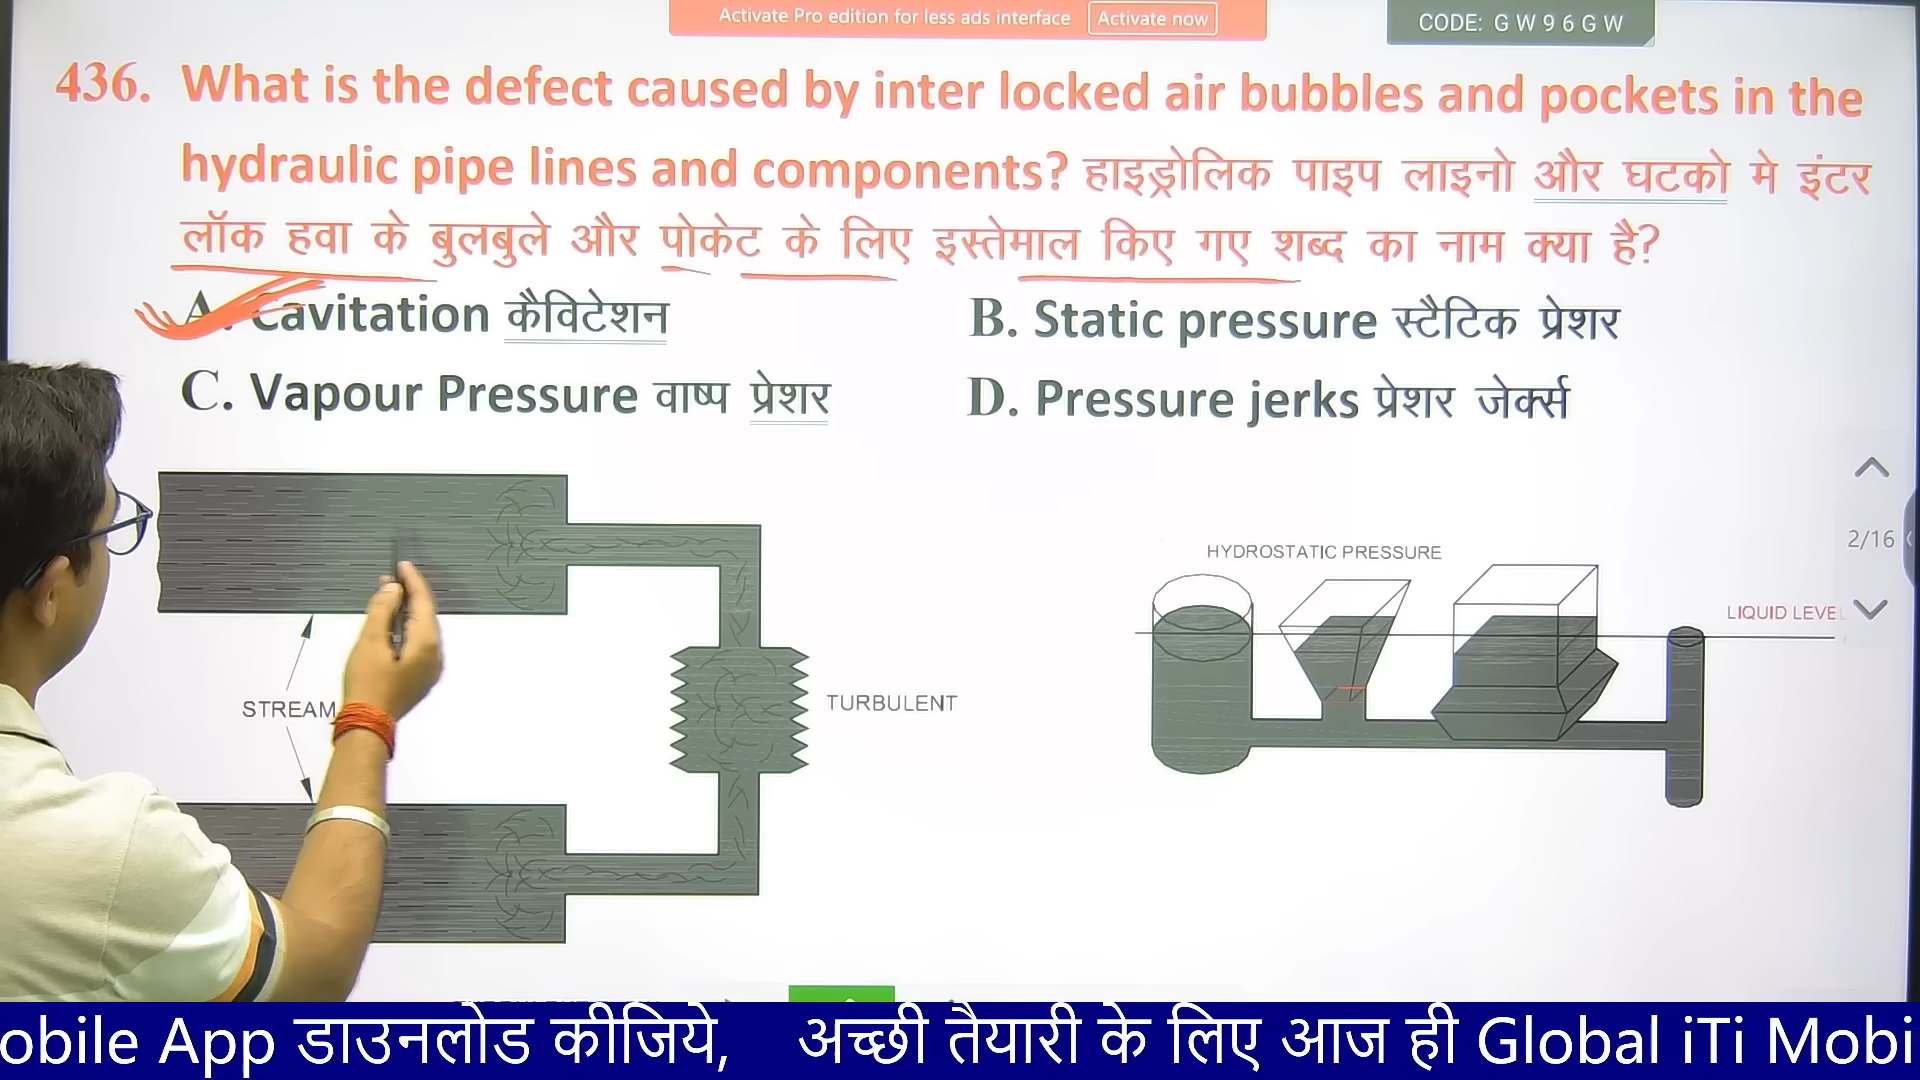 Activate Pro edition for less ads interface Activate now
CODE: G W 9 6 G W
436. What is the defect caused by inter locked air bubbles and pockets in the
hydraulic pipe lines and components? हाइड्रोलिक पाइप लाइनो और घटको मे इंटर
लॉक हवा के बुलबुले और पोकेट के लिए इस्तेमाल किए गए शब्द का नाम क्या है?
A. Cavitation कैविटेशन
B. Static pressure स्टैटिक प्रेशर
C. Vapour Pressure वाष्प प्रेशर
D. Pressure jerks प्रेशर जेर्क्स
2/16
HYDROSTATIC PRESSURE
LIQUID LEVEL
STREAM
TURBULENT
obile App डाउनलोड कीजिये, अच्छी तैयारी के लिए आज ही Global iTi Mobi